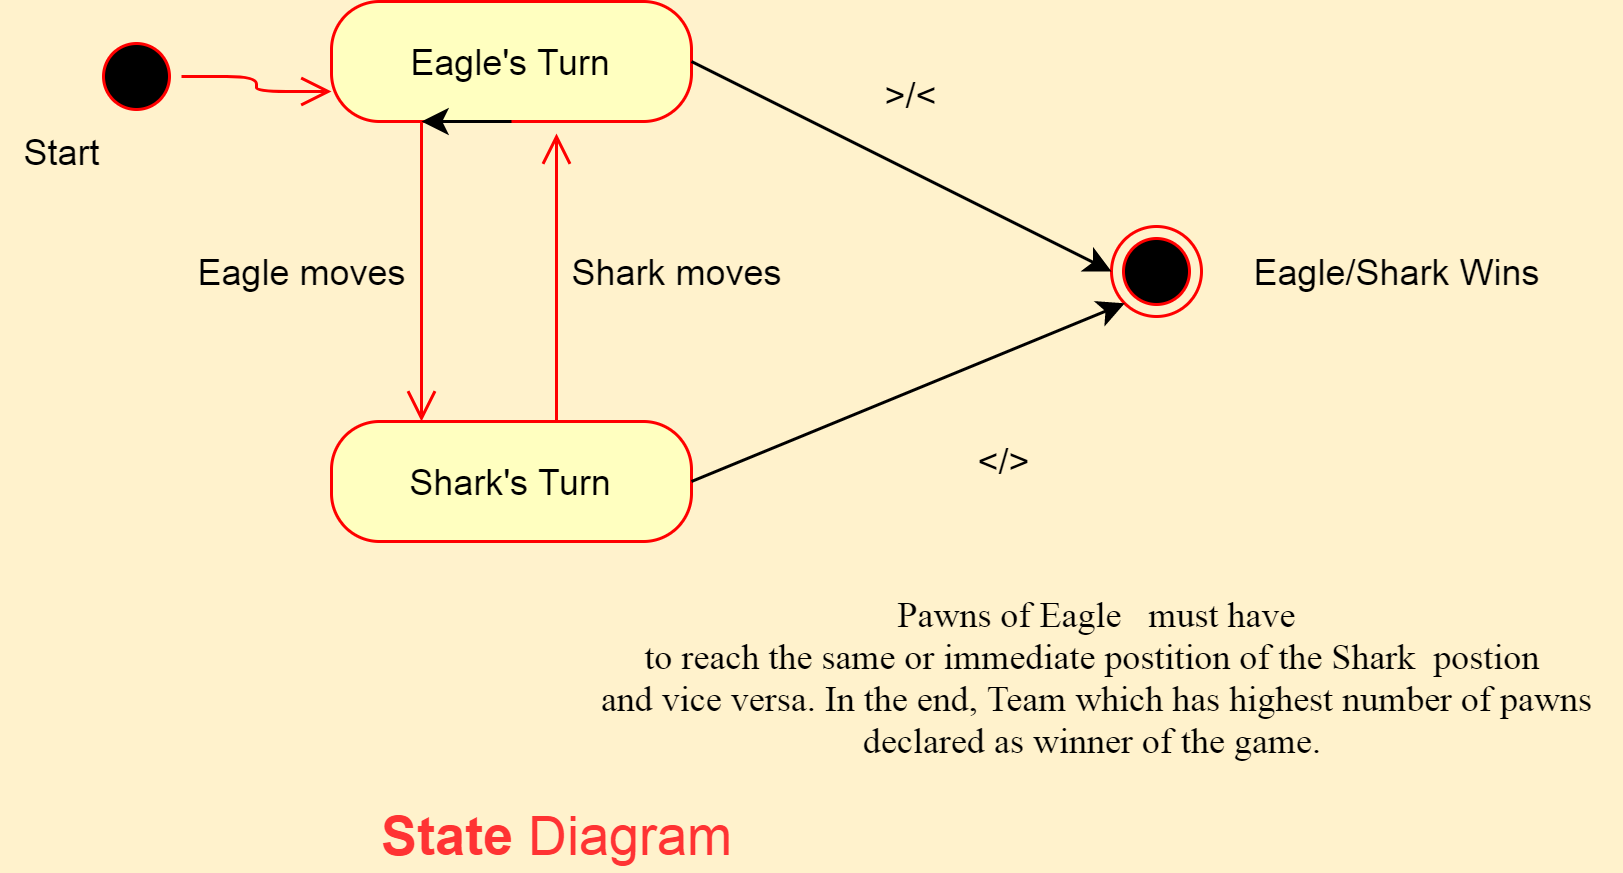 Eagle's Turn
>/<
Start
Eagle moves
Shark moves
Eagle/Shark Wins
</>
Shark's Turn
Pawns of Eagle   must have
to reach the same or immediate postition of the Shark  postion
and vice versa. In the end, Team which has highest number of pawns
declared as winner of the game.
State Diagram